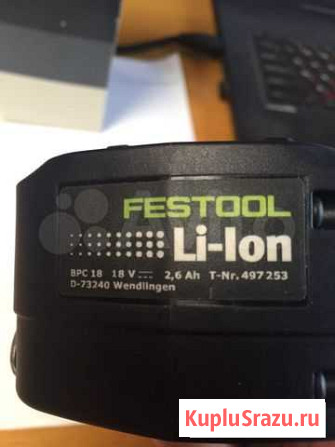 FESTOOL
Li-Ion
BPC 18 18 V 2,6 Ah T-Nr. 497253
D-73240 Wendlingen
KupluSrazu.ru